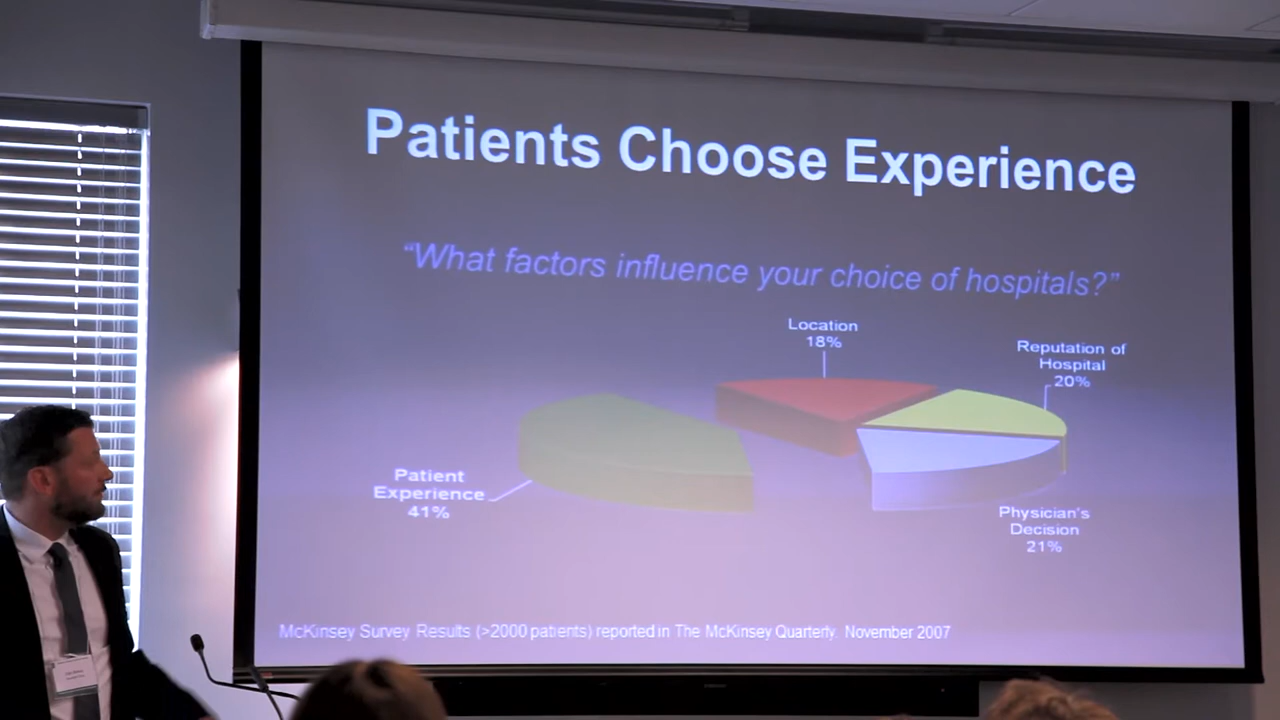 Patients Choose Experience
“What factors influence your choice of hospitals?”
Location
18%
Reputation of
Hospital
20%
Patient
Experience
41%
Physician's
Decision
21%
McKinsey Survey Results (>2000 patients) reported in The McKinsey Quarterly. November 2007